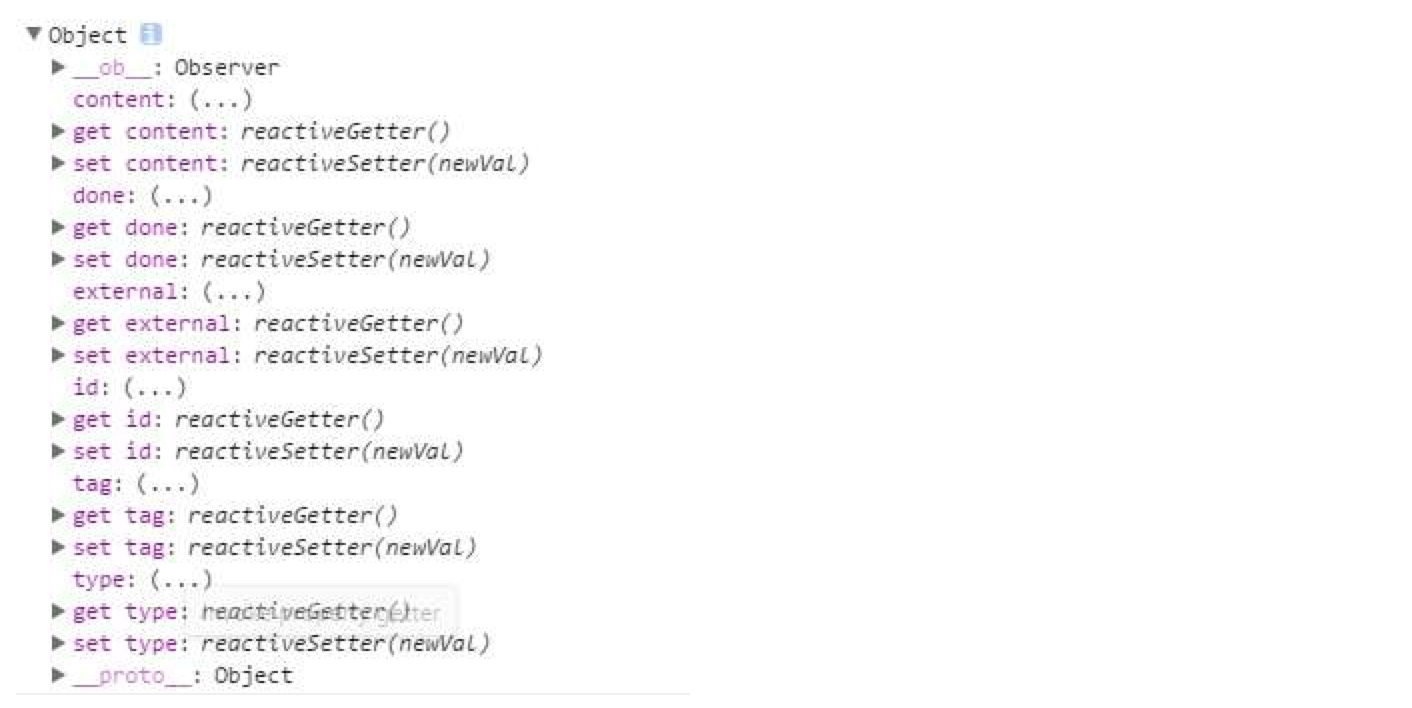 ▼ Object i
▶ __ob__: Observer
content: (...)
▶ get content: reactiveGetter()
▶ set content: reactiveSetter(newVal)
done: (...)
▶ get done: reactiveGetter()
▶ set done: reactiveSetter(newVal)
external: (...)
▶ get external: reactiveGetter()
▶ set external: reactiveSetter(newVal)
id: (...)
▶ get id: reactiveGetter()
▶ set id: reactiveSetter(newVal)
tag: (...)
▶ get tag: reactiveGetter()
▶ set tag: reactiveSetter(newVal)
type: (...)
▶ get type: reactiveGetter()
▶ set type: reactiveSetter(newVal)
▶ __proto__: Object